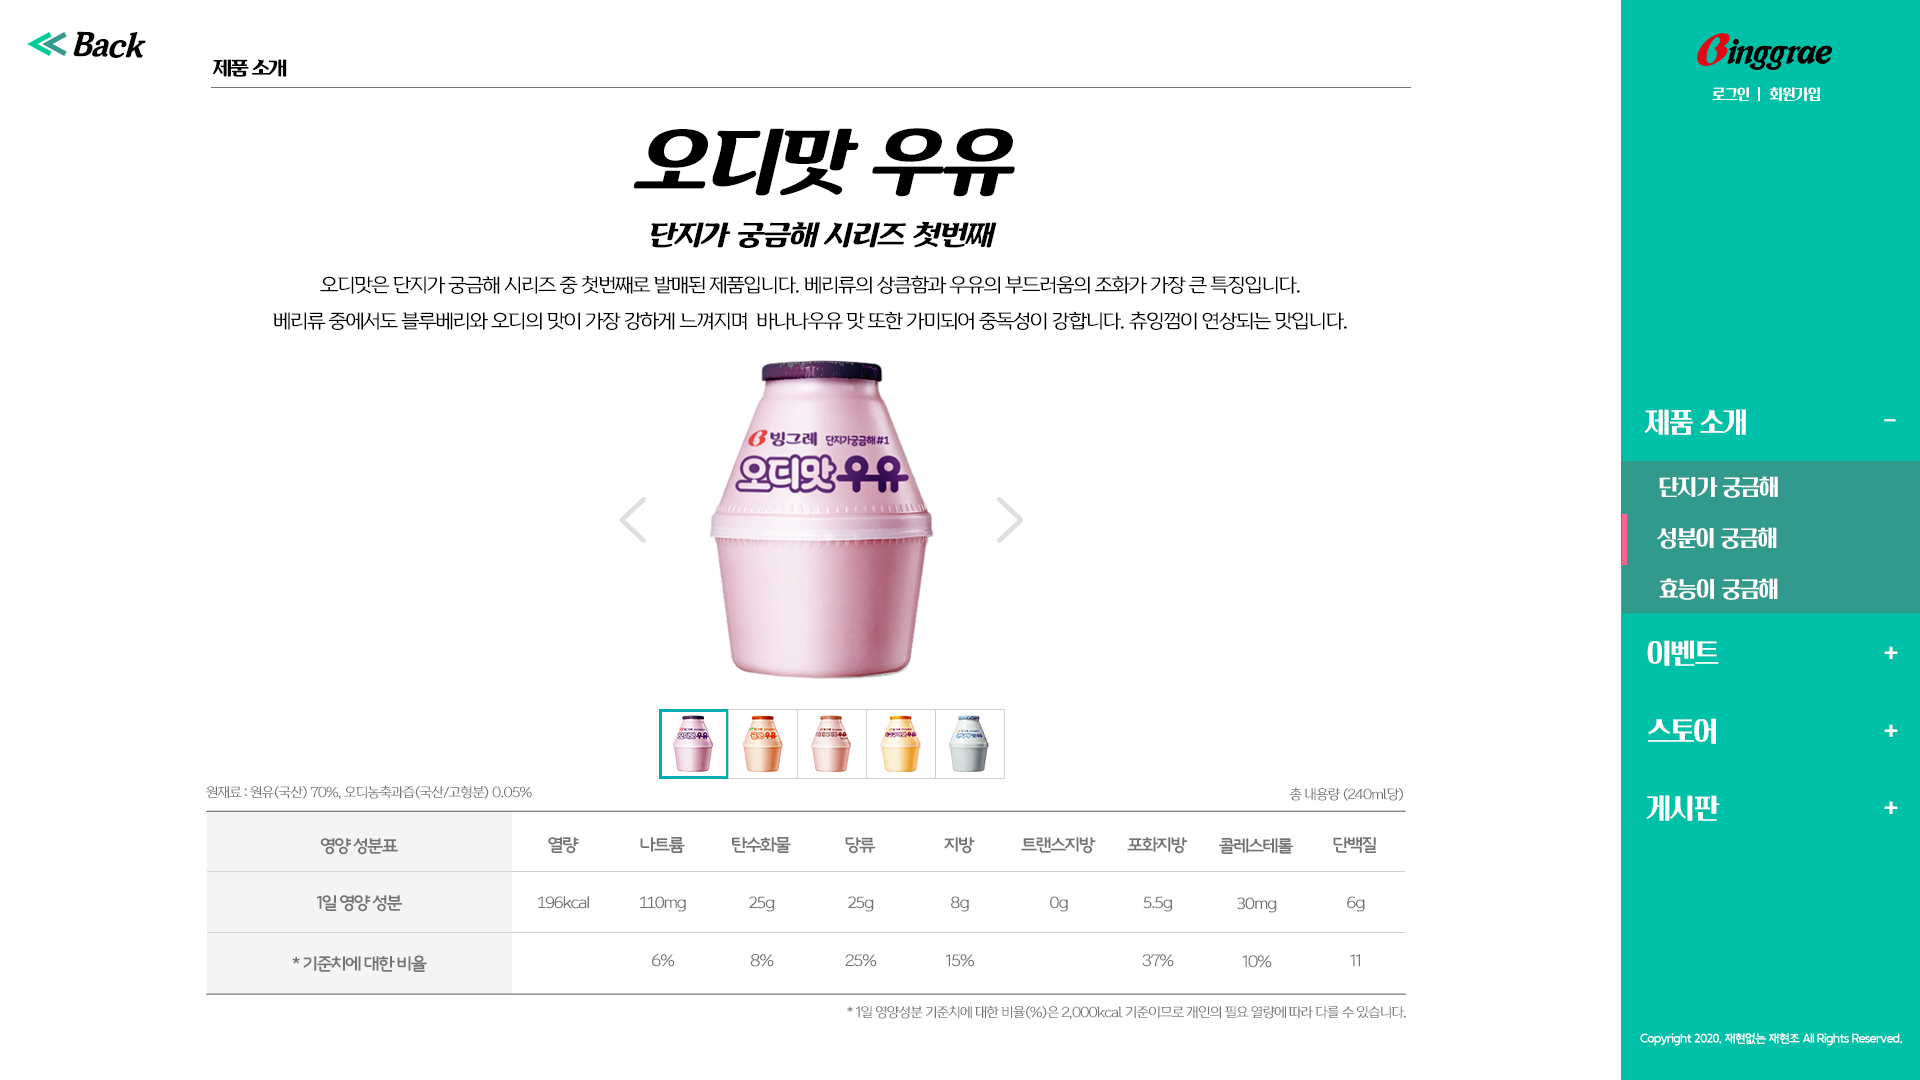 Back
제품 소개
오디맛 우유
단지가 궁금해 시리즈 첫번째
오디맛은 단지가 궁금해 시리즈 중 첫번째로 발매된 제품입니다. 베리류의 상큼함과 우유의 부드러움의 조화가 가장 큰 특징입니다.
베리류 중에서도 블루베리와 오디의 맛이 가장 강하게 느껴지며 바나나우유 맛 또한 가미되어 중독성이 강합니다. 츄잉껌이 연상되는 맛입니다.
빙그레 단지가궁금해#1
오디맛우유
원재료 : 원유(국산) 70%, 오디농축과즙(국산/고형분) 0.05%
총 내용량 (240ml당)
영양 성분표 열량 나트륨 탄수화물 당류 지방 트랜스지방 포화지방 콜레스테롤 단백질
1일 영양 성분 196kcal 110mg 25g 25g 8g 0g 5.5g 30mg 6g
* 기준치에 대한 비율 6% 8% 25% 15% 37% 10% 11
* 1일 영양성분 기준치에 대한 비율(%)은 2,000kcal 기준이므로 개인의 필요 열량에 따라 다를 수 있습니다.
Binggrae
로그인 | 회원가입
제품 소개 -
단지가 궁금해
성분이 궁금해
효능이 궁금해
이벤트 +
스토어 +
게시판 +
Copyright 2020. 재현없는 재현조 All Rights Reserved.